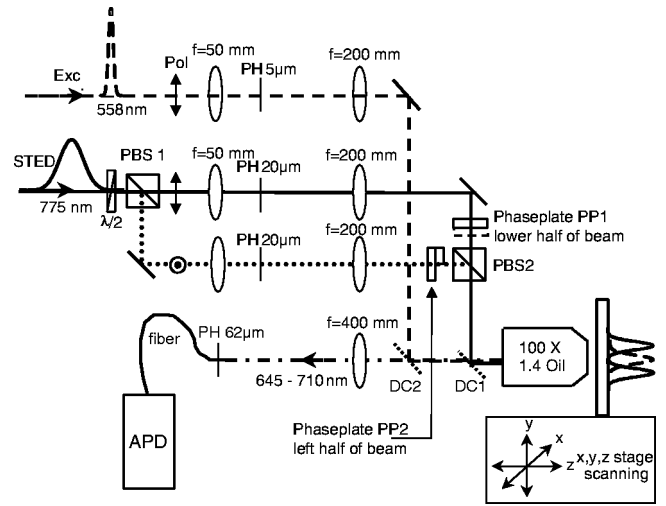 f=50 mm
f=200 mm
Pol
PH 5µm
Exc
558nm
STED
PBS 1
f=50 mm
PH 20µm
f=200 mm
775 nm
λ/2
Phaseplate PP1
lower half of beam
PH 20µm
f=200 mm
PBS2
fiber
PH 62µm
f=400 mm
645 - 710nm
DC2
DC1
100 X
1.4 Oil
APD
Phaseplate PP2
left half of beam
y
x
z
x,y,z stage
scanning